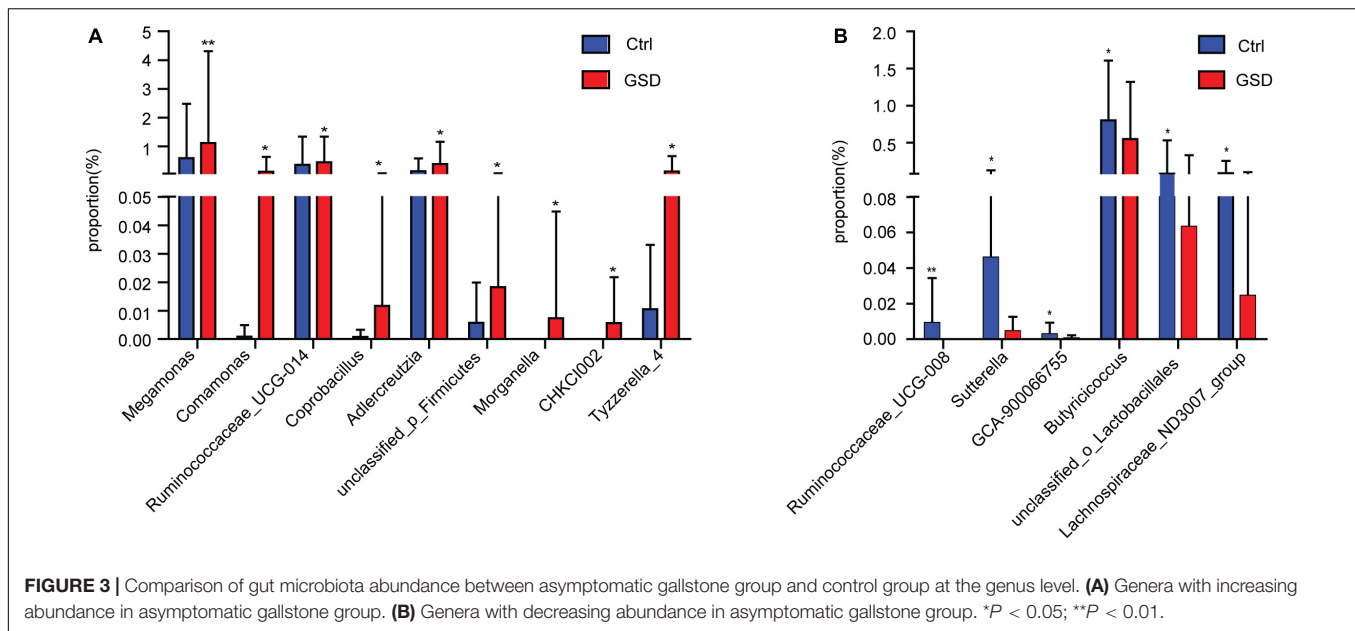 A
B
5
4
3
2
1
0.05
0.04
0.03
0.02
0.01
0.00
proportion(%)
** * * * * * * * *
Ctrl
GSD
Megamonas
Comamonas
Ruminococcaceae_UCG-014
Coprobacillus
Adlercreutzia
unclassified_p_Firmicutes
Morganella
CHKCI002
Tyzzerella_4
2.0
1.5
1.0
0.5
0.08
0.06
0.04
0.02
0.00
proportion(%)
** * * * * *
Ctrl
GSD
Ruminococcaceae_UCG-008
Sutterella
GCA-900066755
Butyricicoccus
unclassified_o_Lactobacillales
Lachnospiraceae_ND3007_group
FIGURE 3 | Comparison of gut microbiota abundance between asymptomatic gallstone group and control group at the genus level. (A) Genera with increasing
abundance in asymptomatic gallstone group. (B) Genera with decreasing abundance in asymptomatic gallstone group. *P < 0.05; **P < 0.01.